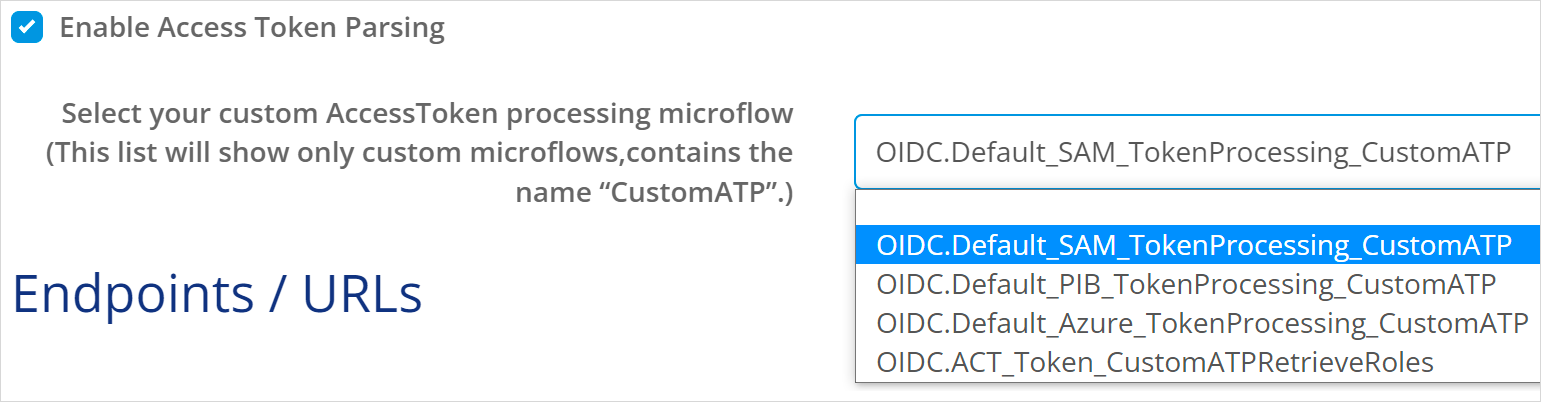 Enable Access Token Parsing
Select your custom AccessToken processing microflow
(This list will show only custom microflows,contains the
name “CustomATP”.)
OIDC.Default_SAM_TokenProcessing_CustomATP
OIDC.Default_SAM_TokenProcessing_CustomATP
OIDC.Default_PIB_TokenProcessing_CustomATP
OIDC.Default_Azure_TokenProcessing_CustomATP
OIDC.ACT_Token_CustomATPRetrieveRoles
Endpoints / URLs